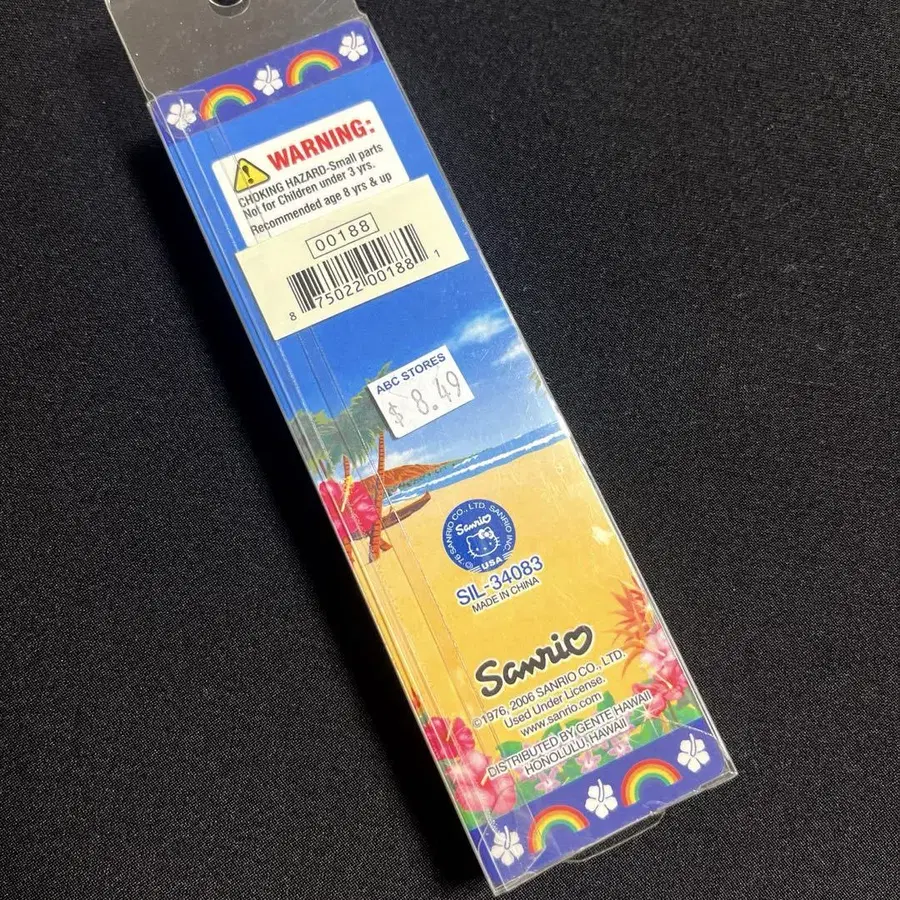 WARNING:
CHOKING HAZARD-Small parts
Not for Children under 3 yrs.
Recommended age 8 yrs & up
00188
8 75022 00188 1
ABC STORES
$ 8.49
©'76 SANRIO CO., LTD. SANRIO INC.
Sanrio
USA
SIL-34083
MADE IN CHINA
Sanrio
©1976, 2006 SANRIO CO., LTD.
Used Under License.
www.sanrio.com
DISTRIBUTED BY GENTE HAWAII
HONOLULU, HAWAII